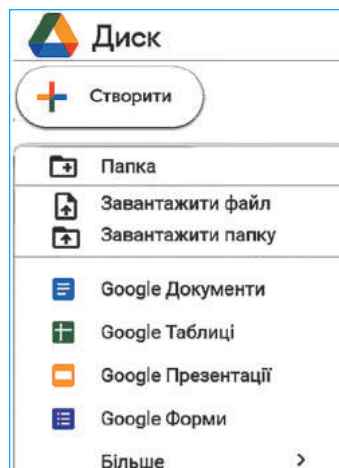 Диск
Створити
Папка
Завантажити файл
Завантажити папку
Google Документи
Google Таблиці
Google Презентації
Google Форми
Більше